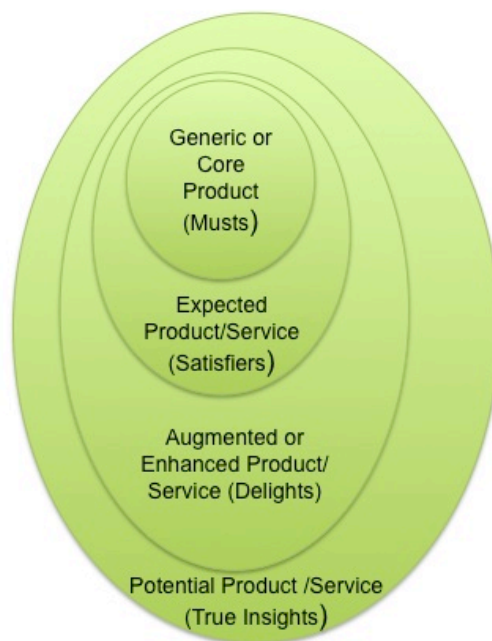 Generic or
Core
Product
(Musts)
Expected
Product/Service
(Satisfiers)
Augmented or
Enhanced Product/
Service (Delights)
Potential Product /Service
(True Insights)